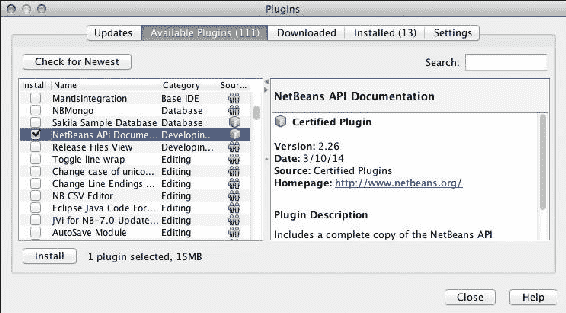 Plugins
Updates Available Plugins (111) Downloaded Installed (13) Settings
Check for Newest Search:
Install Name Category Sour...
MantisIntegration Base IDE
NBMongo Database
Sakila Sample Database Database
NetBeans API Docume... Developin...
Release Files View Developin...
Toggle line wrap Editing
Change case of unico... Editing
Change Line Endings ... Editing
NB CSV Editor Editing
Eclipse Java Code For... Editing
JVi for NB-7.0 Update... Editing
AutoSave Module Editing
NetBeans API Documentation
Certified Plugin
Version: 2.26
Date: 3/10/14
Source: Certified Plugins
Homepage: http://www.netbeans.org/
Plugin Description
Includes a complete copy of the NetBeans API
Install 1 plugin selected, 15MB
Close Help